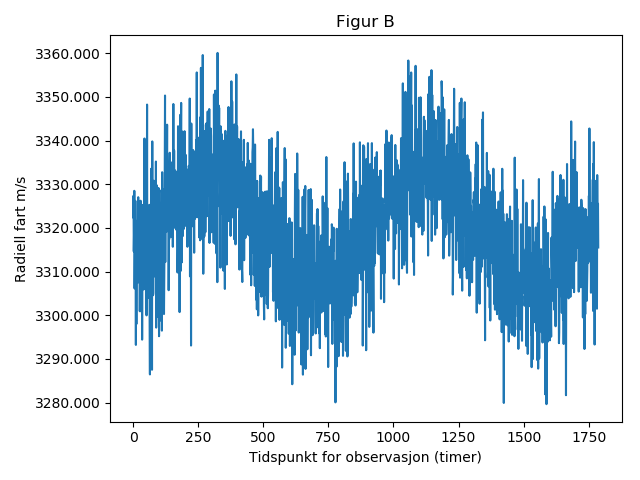 Figur B
3360.000
3350.000
3340.000
3330.000
3320.000
3310.000
3300.000
3290.000
3280.000
Radiell fart m/s
0 250 500 750 1000 1250 1500 1750
Tidspunkt for observasjon (timer)